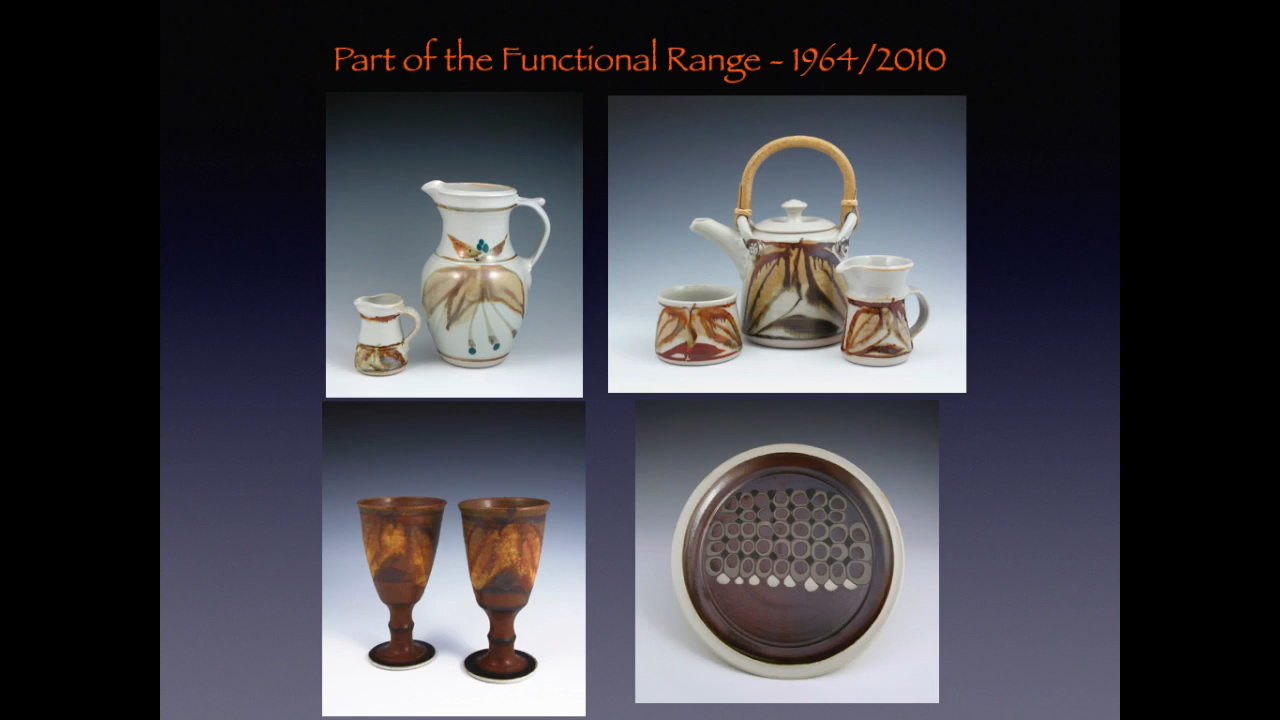 Part of the Functional Range - 1964/2010